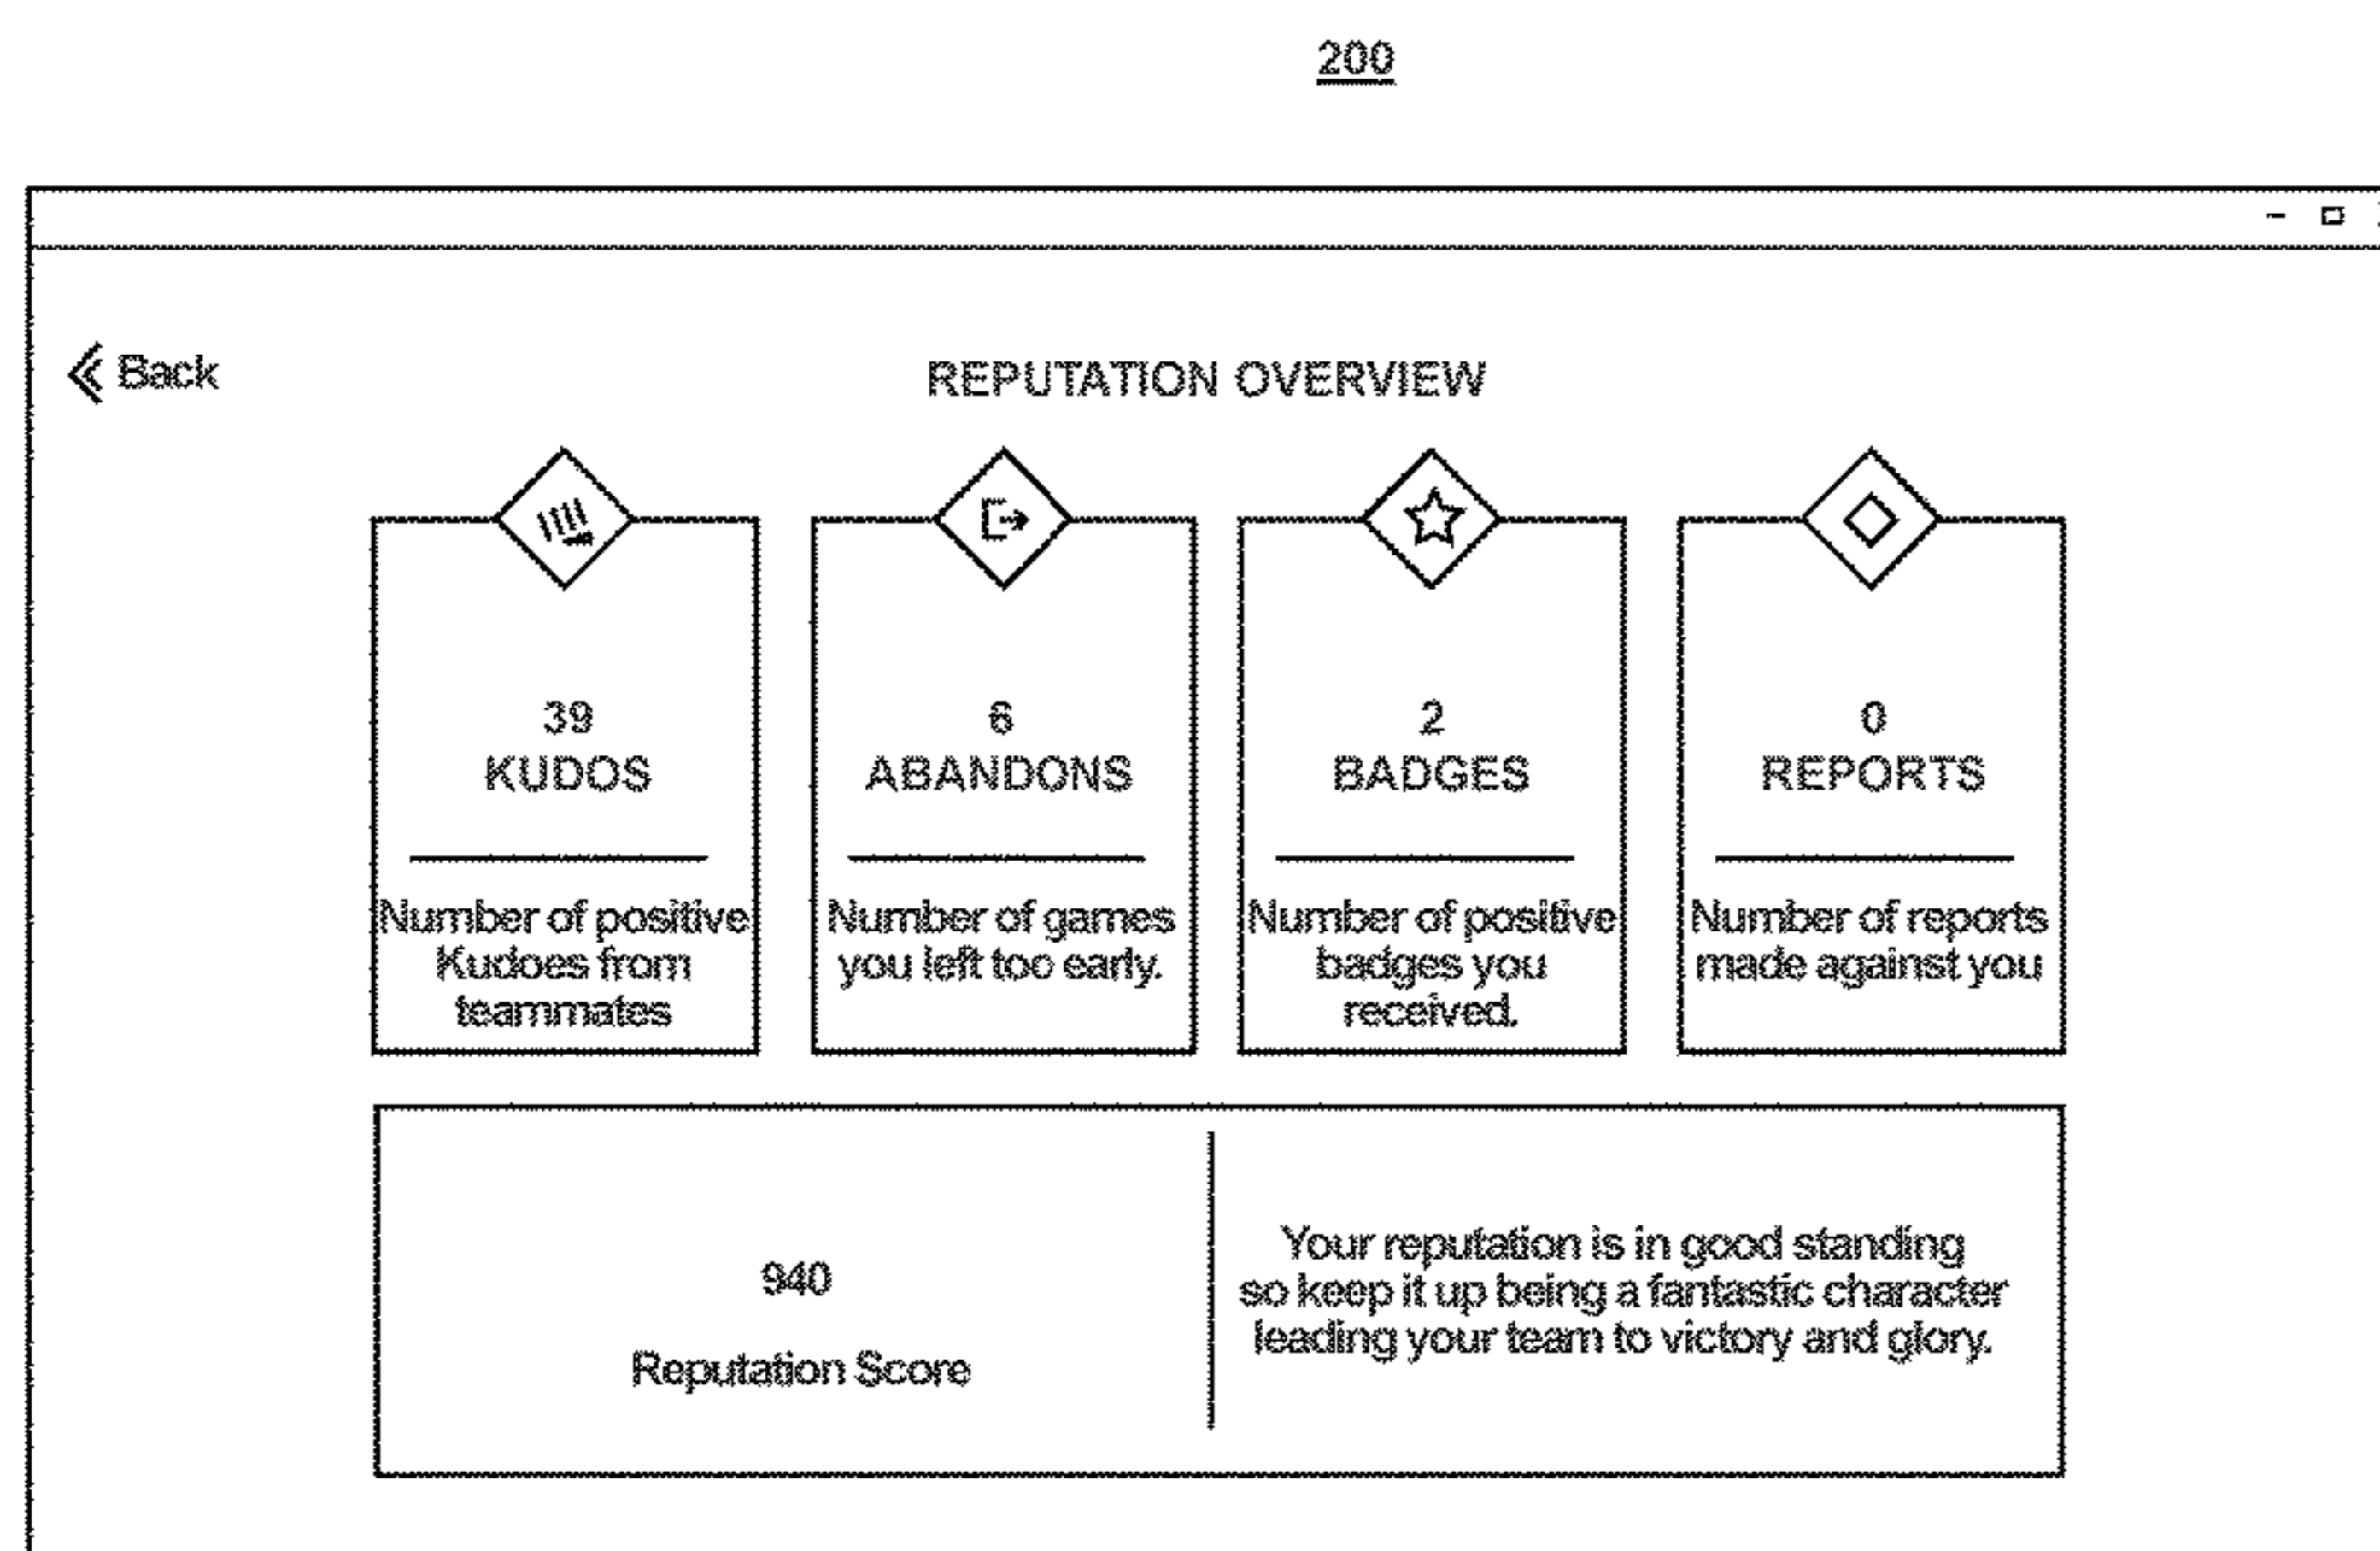 200
Back
REPUTATION OVERVIEW
39
KUDOS
Number of positive
Kudoes from
teammates
6
ABANDONS
Number of games
you left too early.
2
BADGES
Number of positive
badges you
received.
0
REPORTS
Number of reports
made against you
940
Reputation Score
Your reputation is in good standing
so keep it up being a fantastic character
leading your team to victory and glory.